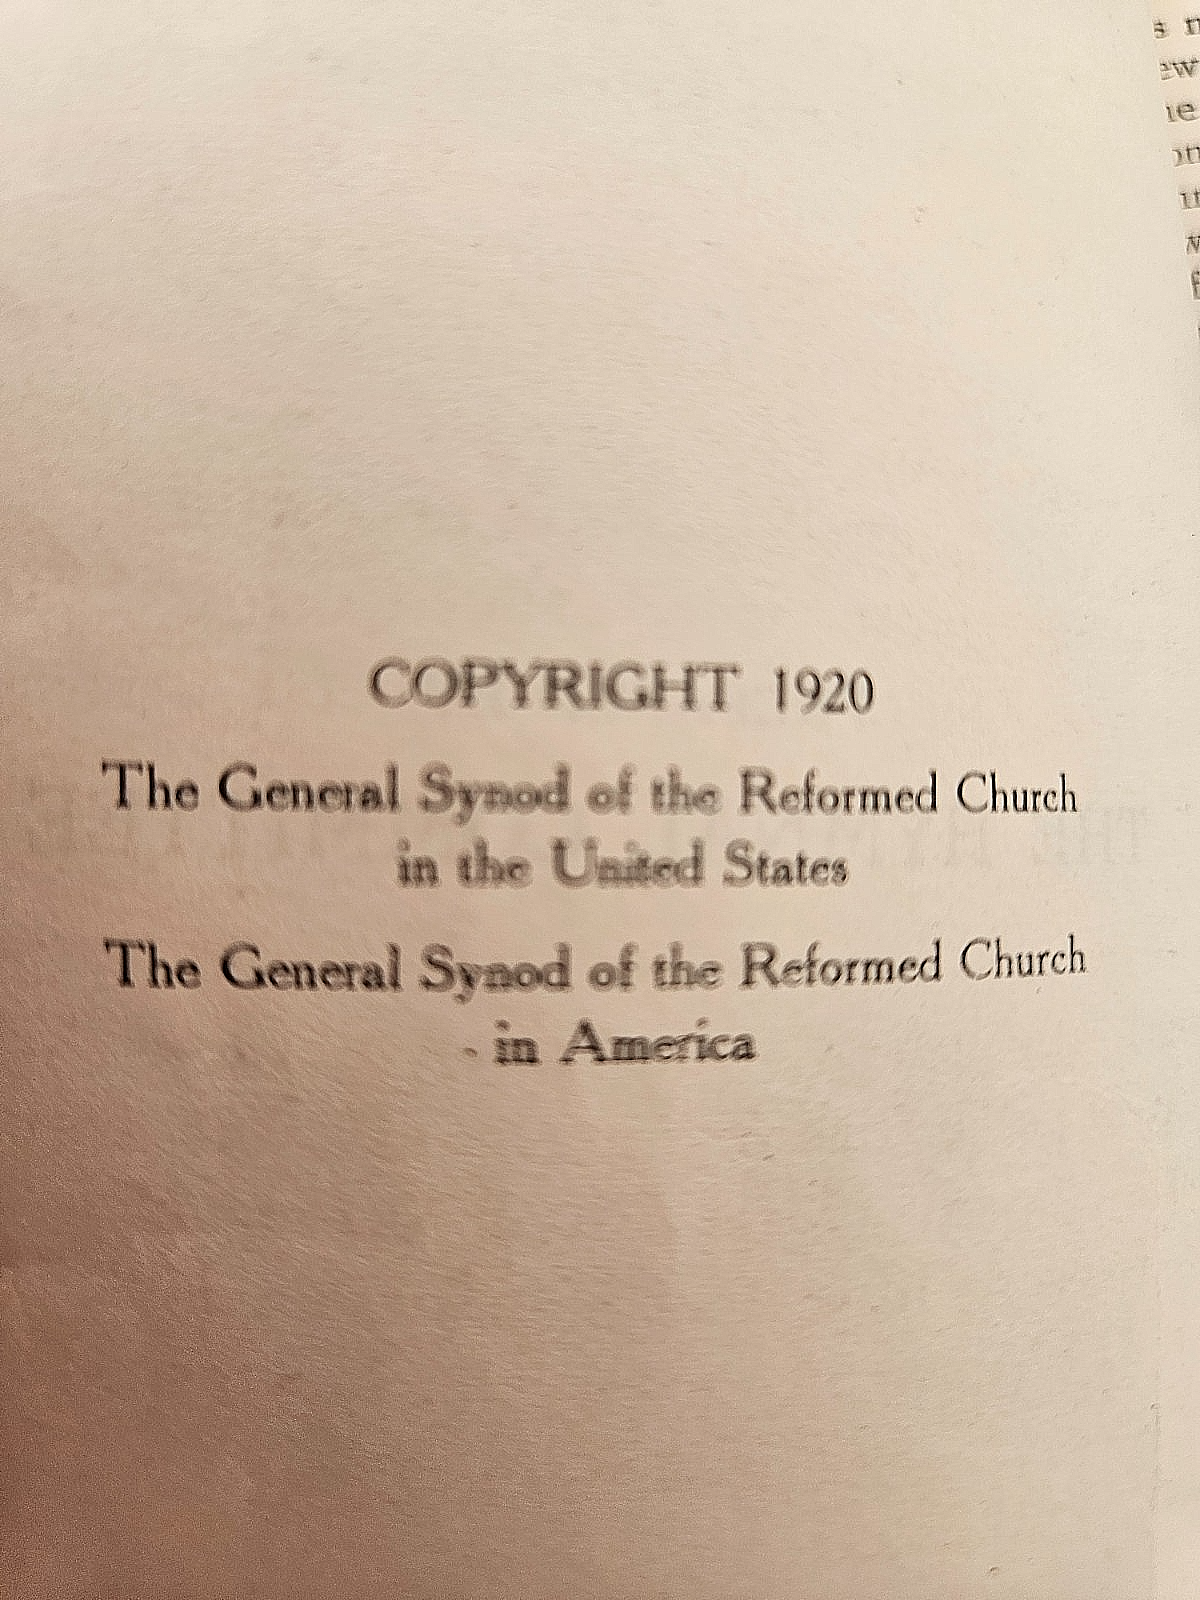 COPYRIGHT 1920
The General Synod of the Reformed Church
in the United States
The General Synod of the Reformed Church
in America